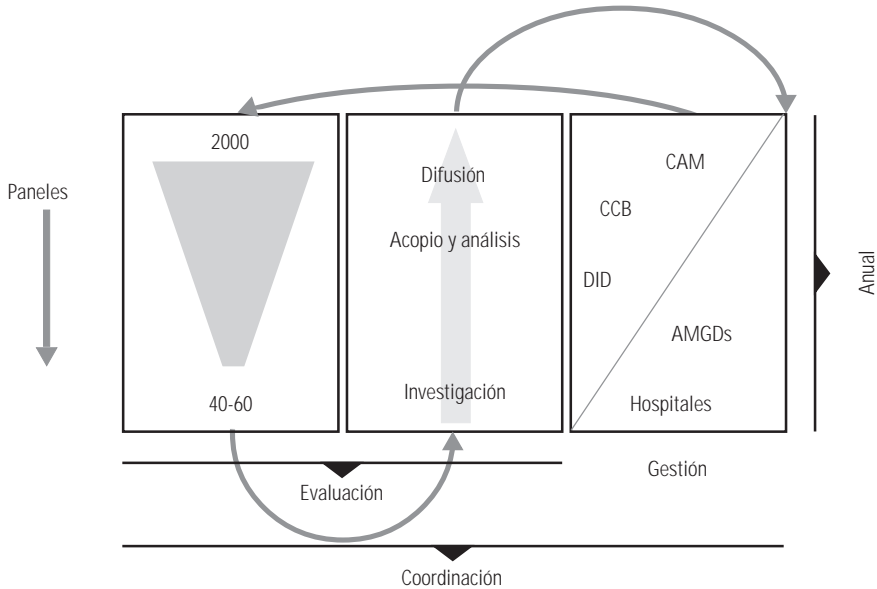 Paneles
2000
40-60
Difusión
Acopio y análisis
Investigación
CAM
CCB
DID
AMGDs
Hospitales
Anual
Gestión
Evaluación
Coordinación